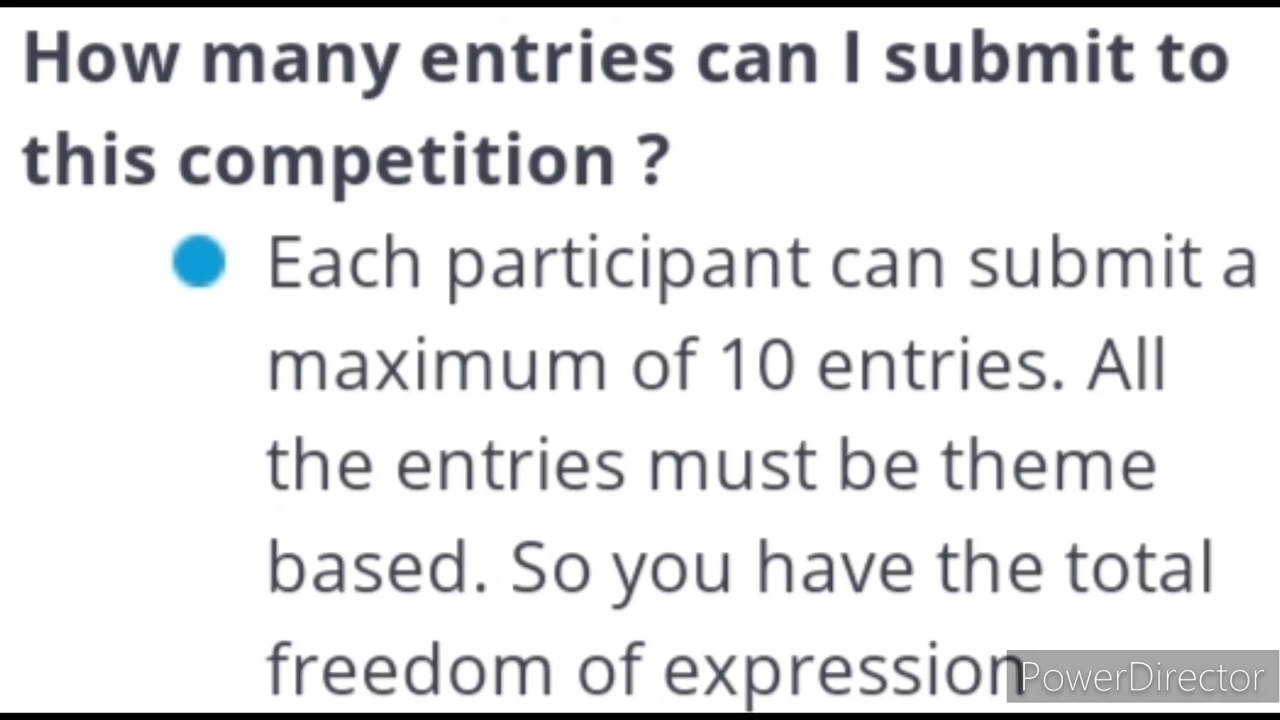 How many entries can I submit to
this competition ?
Each participant can submit a
maximum of 10 entries. All
the entries must be theme
based. So you have the total
freedom of expression
PowerDirector